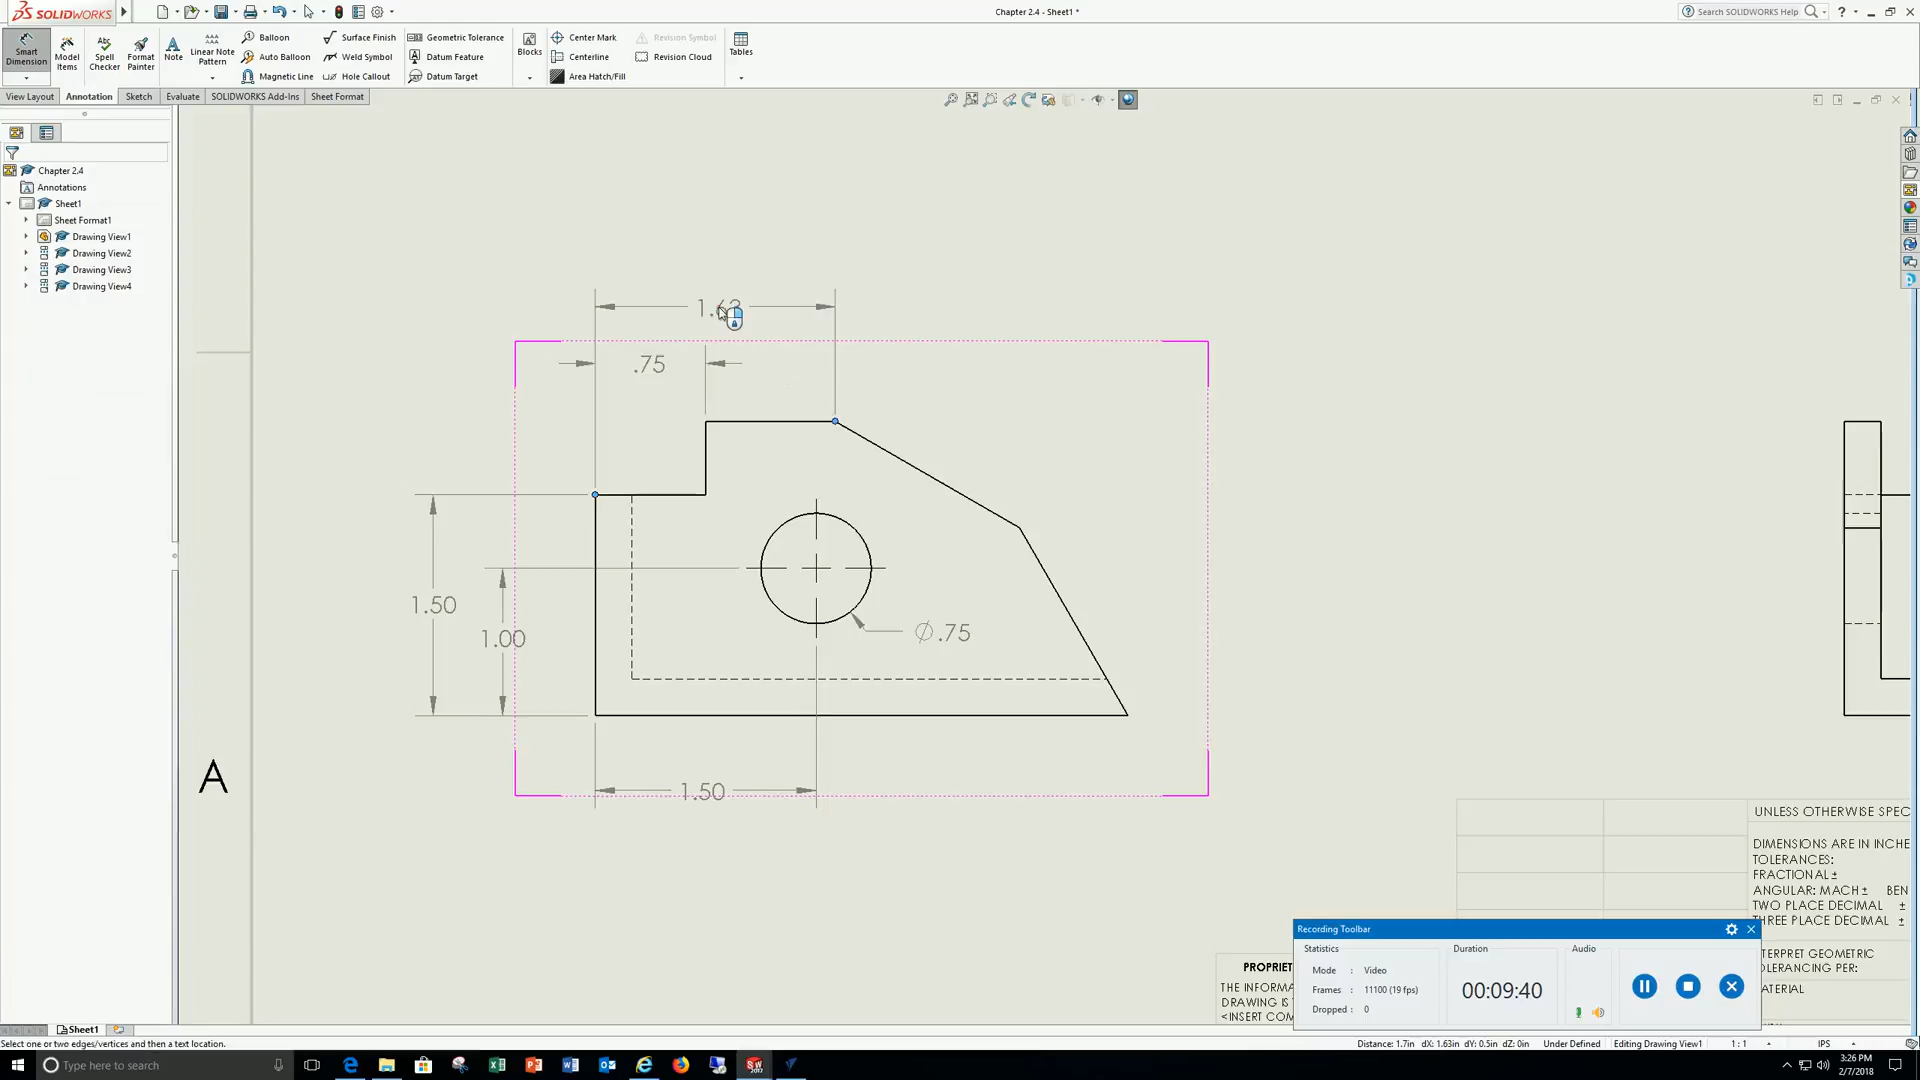 SOLIDWORKS
Chapter 2.4 - Sheet1 *
Search SOLIDWORKS Help
Smart Dimension
Model Items
Spell Checker
Format Painter
Note
Linear Note Pattern
Balloon
Auto Balloon
Magnetic Line
Surface Finish
Weld Symbol
Hole Callout
Geometric Tolerance
Datum Feature
Datum Target
Blocks
Center Mark
Centerline
Area Hatch/Fill
Revision Symbol
Revision Cloud
Tables
View Layout
Annotation
Sketch
Evaluate
SOLIDWORKS Add-Ins
Sheet Format
Chapter 2.4
Annotations
Sheet1
Sheet Format1
Drawing View1
Drawing View2
Drawing View3
Drawing View4
1.63
.75
1.50
1.00
∅.75
1.50
A
UNLESS OTHERWISE SPEC
DIMENSIONS ARE IN INCHE
TOLERANCES:
FRACTIONAL ±
ANGULAR: MACH ± BEN
TWO PLACE DECIMAL ±
THREE PLACE DECIMAL ±
TERPRET GEOMETRIC
OLERANCING PER:
ATERIAL
PROPRIET
THE INFORMA
DRAWING IS T
<INSERT COM
Recording Toolbar
Statistics
Mode : Video
Frames : 11100 (19 fps)
Dropped : 0
Duration
00:09:40
Audio
Sheet1
Select one or two edges/vertices and then a text location.
Distance: 1.7in dX: 1.63in dY: 0.5in dZ: 0in
Under Defined
Editing Drawing View1
1 : 1
IPS
Type here to search
3:26 PM
2/7/2018